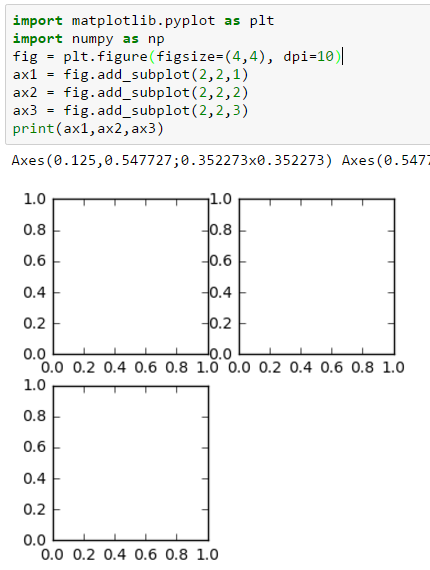 import matplotlib.pyplot as plt
import numpy as np
fig = plt.figure(figsize=(4,4), dpi=10)
ax1 = fig.add_subplot(2,2,1)
ax2 = fig.add_subplot(2,2,2)
ax3 = fig.add_subplot(2,2,3)
print(ax1,ax2,ax3)
Axes(0.125,0.547727;0.352273x0.352273) Axes(0.5477
1.0
0.8
0.6
0.4
0.2
0.0
0.0 0.2 0.4 0.6 0.8 1.0
1.0
0.8
0.6
0.4
0.2
0.0
0.0 0.2 0.4 0.6 0.8 1.0
1.0
0.8
0.6
0.4
0.2
0.0
0.0 0.2 0.4 0.6 0.8 1.0